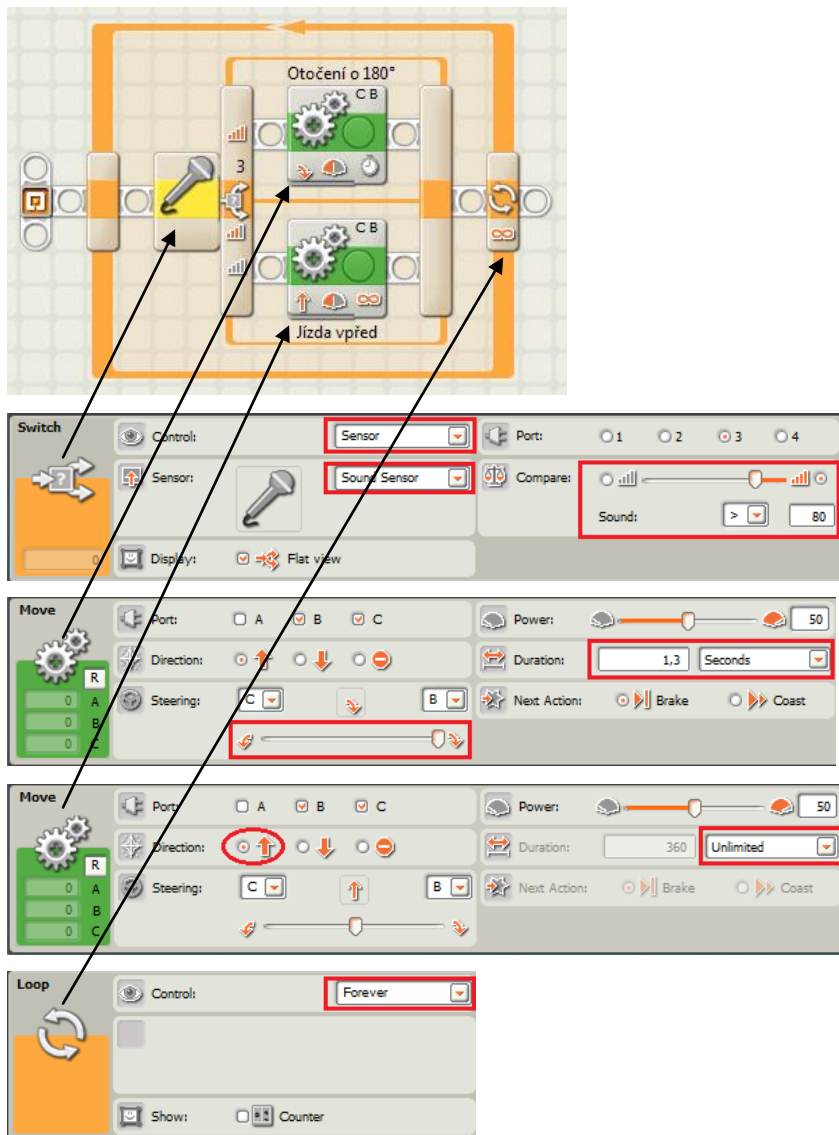 Otočení o 180°
C B
3
C B
Jízda vpřed
Switch
Control: Sensor
Port: 1 2 3 4
Sensor: Sound Sensor
Compare:
Sound: > 80
0
Display: Flat view
Move
Port: A B C
Power: 50
Direction:
Duration: 1,3 Seconds
R
0 A
Steering: C B
Next Action: Brake Coast
0 B
0 C
Move
Port: A B C
Power: 50
Direction:
Duration: 360 Unlimited
R
0 A
Steering: C B
Next Action: Brake Coast
0 B
0 C
Loop
Control: Forever
Show: Counter